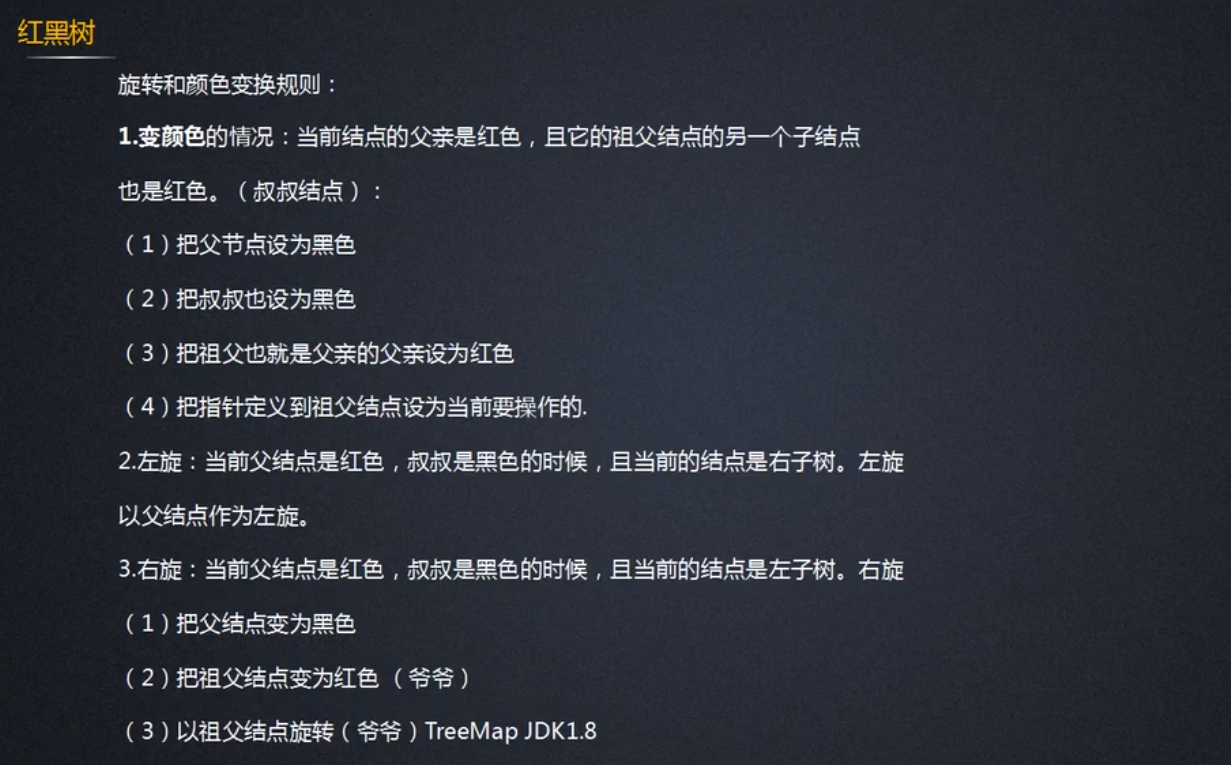 红黑树
旋转和颜色变换规则：
1.变颜色的情况：当前结点的父亲是红色，且它的祖父结点的另一个子结点
也是红色。（叔叔结点）：
（1）把父节点设为黑色
（2）把叔叔也设为黑色
（3）把祖父也就是父亲的父亲设为红色
（4）把指针定义到祖父结点设为当前要操作的.
2.左旋：当前父结点是红色，叔叔是黑色的时候，且当前的结点是右子树。左旋
以父结点作为左旋。
3.右旋：当前父结点是红色，叔叔是黑色的时候，且当前的结点是左子树。右旋
（1）把父结点变为黑色
（2）把祖父结点变为红色 （爷爷）
（3）以祖父结点旋转（爷爷）TreeMap JDK1.8